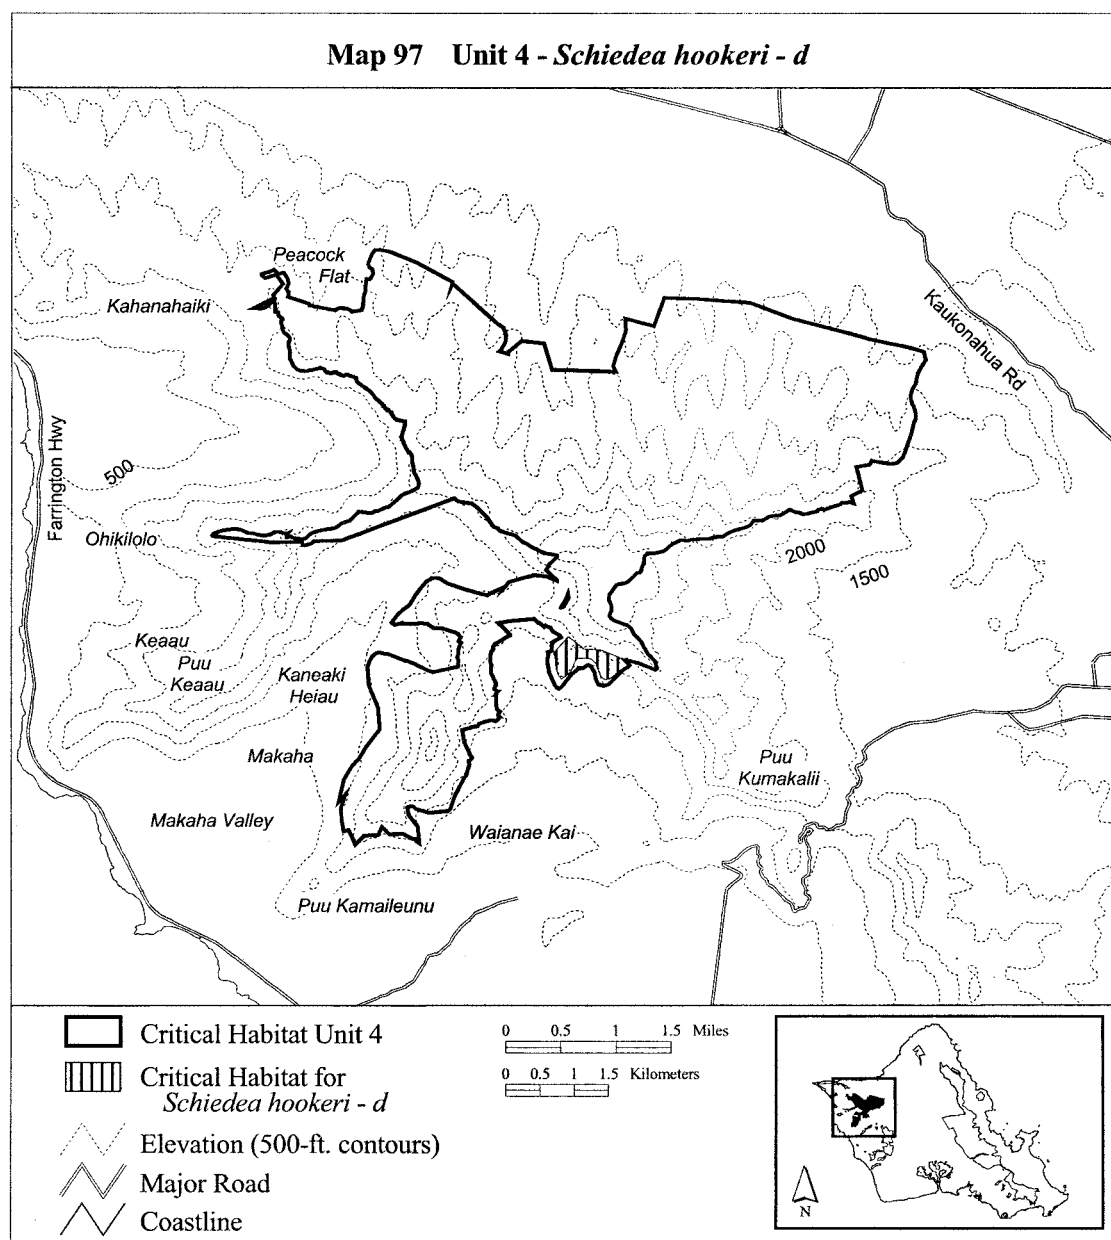 Map 97 Unit 4 - Schiedea hookeri - d
Peacock
Flat
Kahanahaiki
Kaukonahua Rd
Farrington Hwy
500
Ohikilolo
2000
1500
Keaau
Puu
Keaau
Kaneaki
Heiau
Makaha
Puu
Kumakalii
Makaha Valley
Waianae Kai
Puu Kamaileunu
Critical Habitat Unit 4
Critical Habitat for
Schiedea hookeri - d
Elevation (500-ft. contours)
Major Road
Coastline
0 0.5 1 1.5 Miles
0 0.5 1 1.5 Kilometers
N